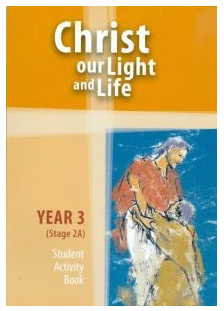 Christ
our Light
and Life
YEAR 3
(Stage 2A)
Student
Activity
Book